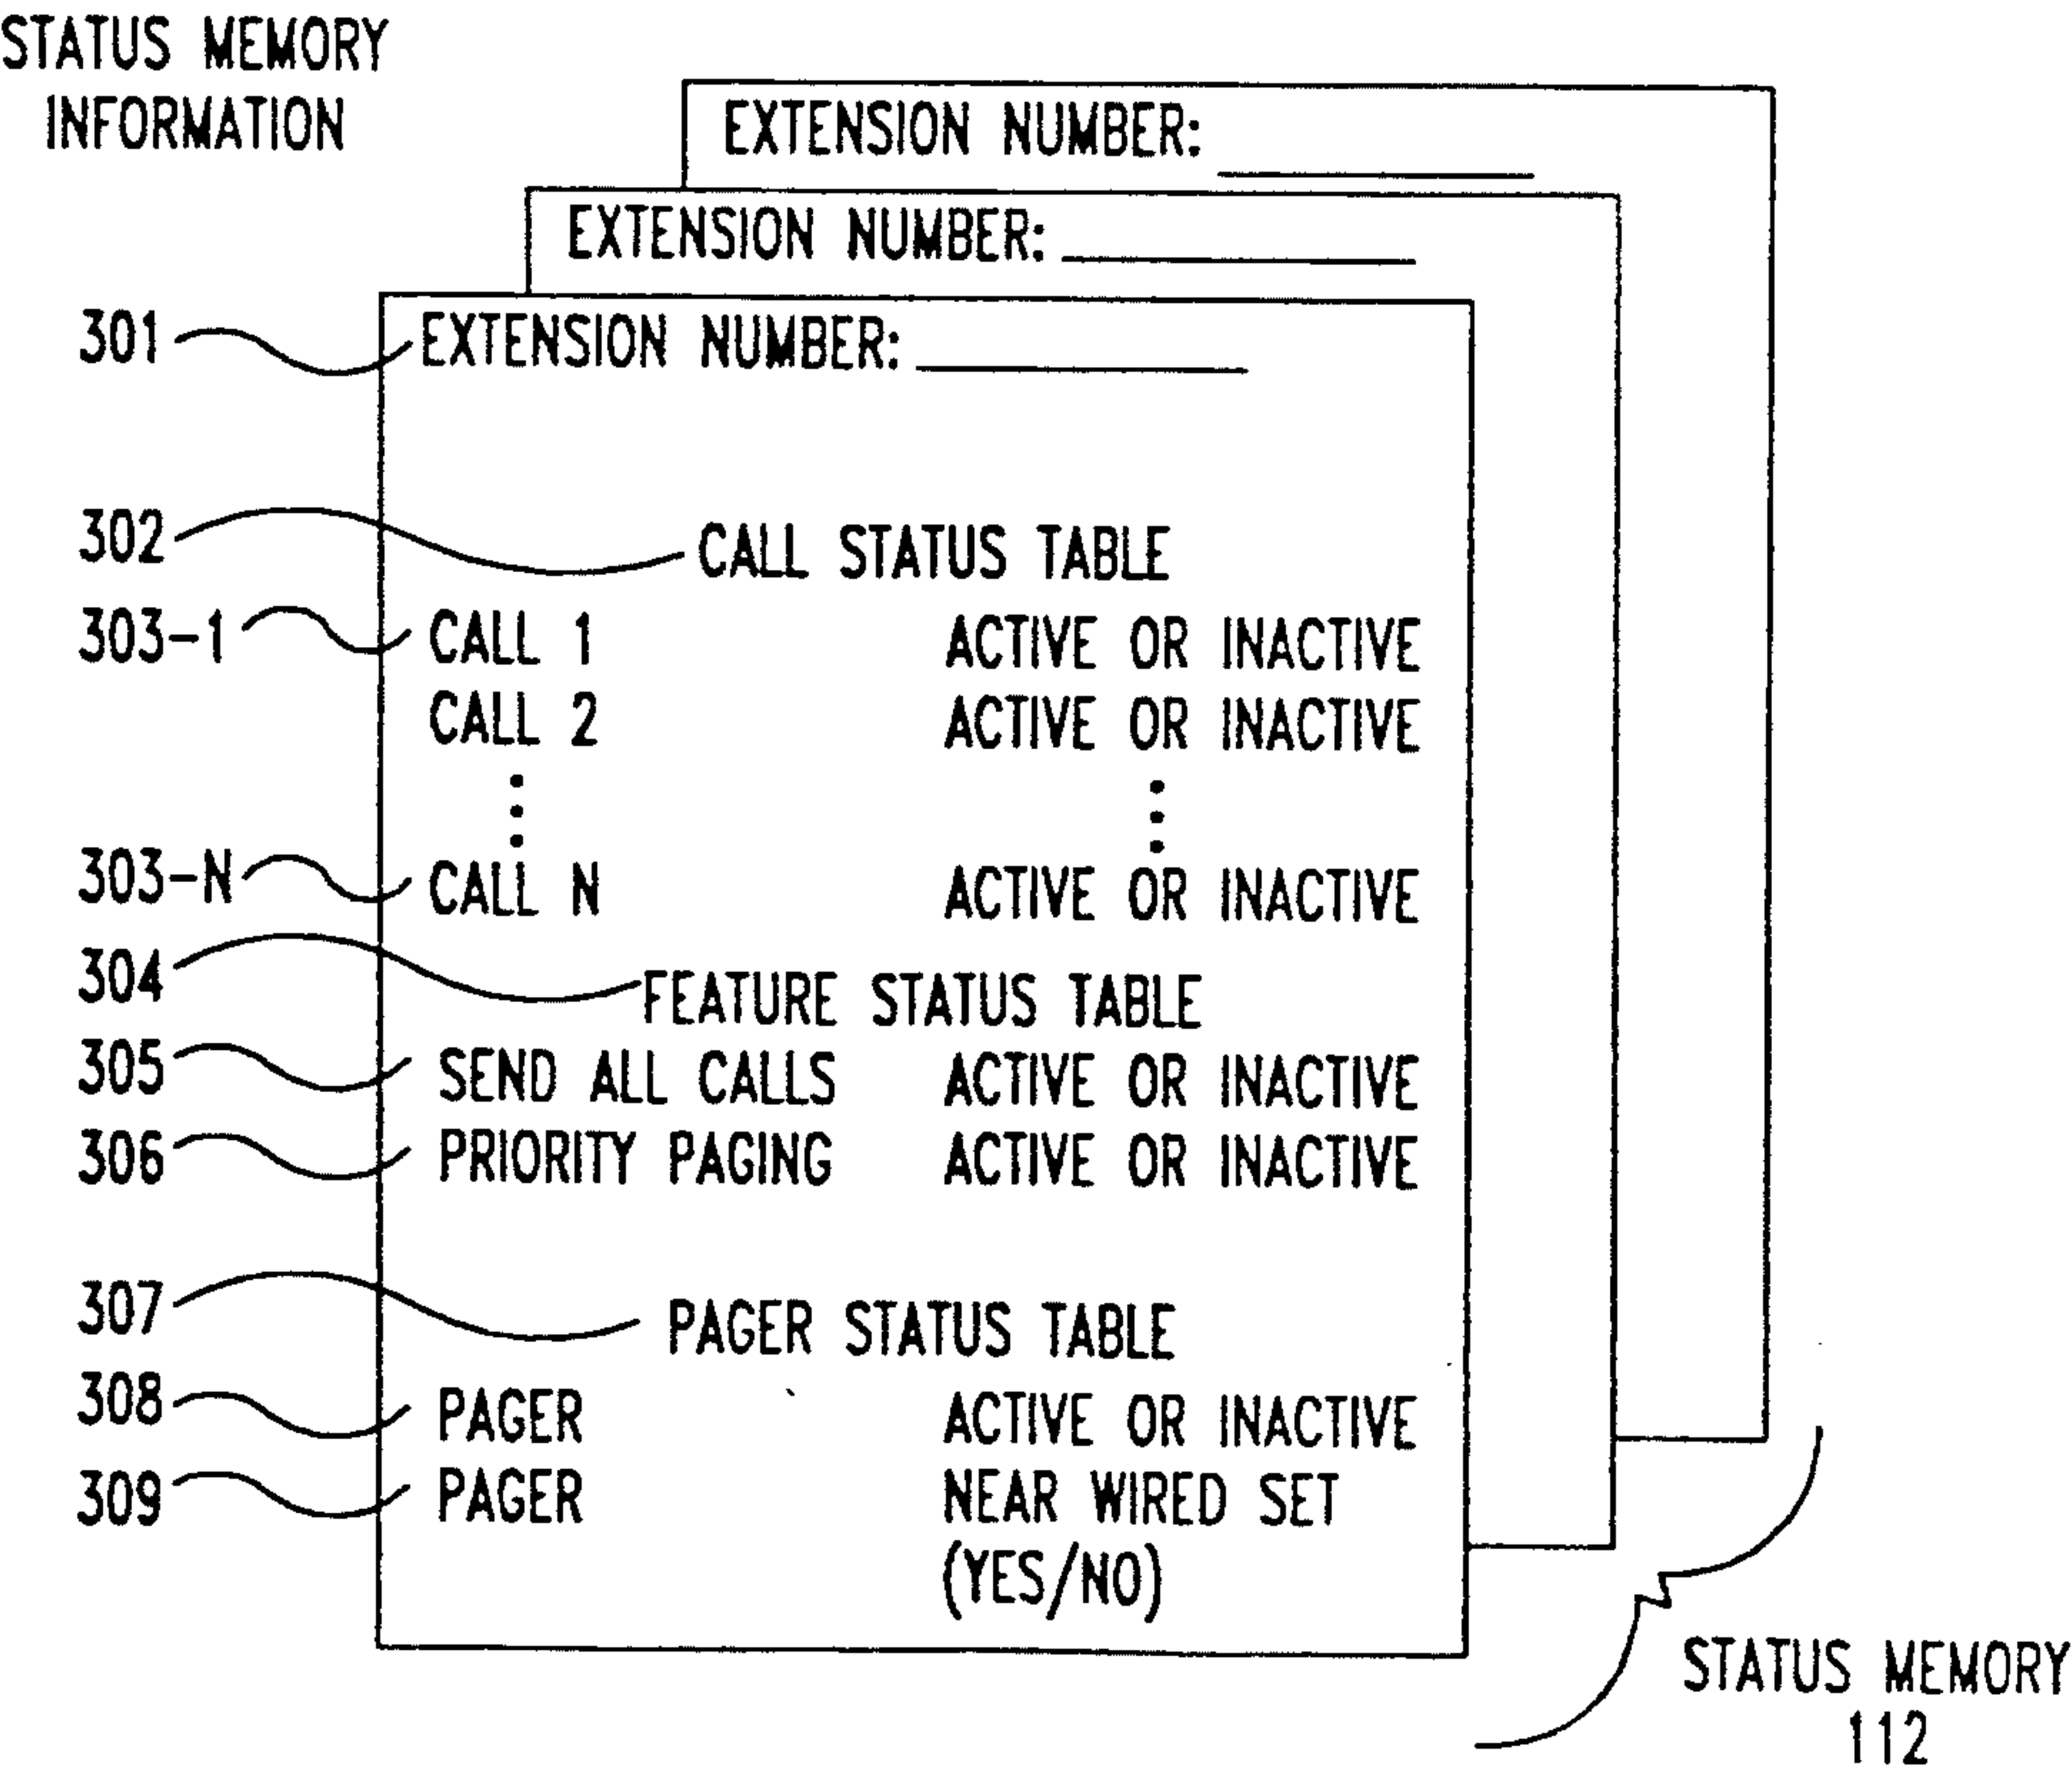 STATUS MEMORY
INFORMATION
EXTENSION NUMBER:
EXTENSION NUMBER:
301 EXTENSION NUMBER:
302 CALL STATUS TABLE
303-1 CALL 1 ACTIVE OR INACTIVE
CALL 2 ACTIVE OR INACTIVE
303-N CALL N ACTIVE OR INACTIVE
304 FEATURE STATUS TABLE
305 SEND ALL CALLS ACTIVE OR INACTIVE
306 PRIORITY PAGING ACTIVE OR INACTIVE
307 PAGER STATUS TABLE
308 PAGER ACTIVE OR INACTIVE
309 PAGER NEAR WIRED SET
(YES/NO)
STATUS MEMORY
112